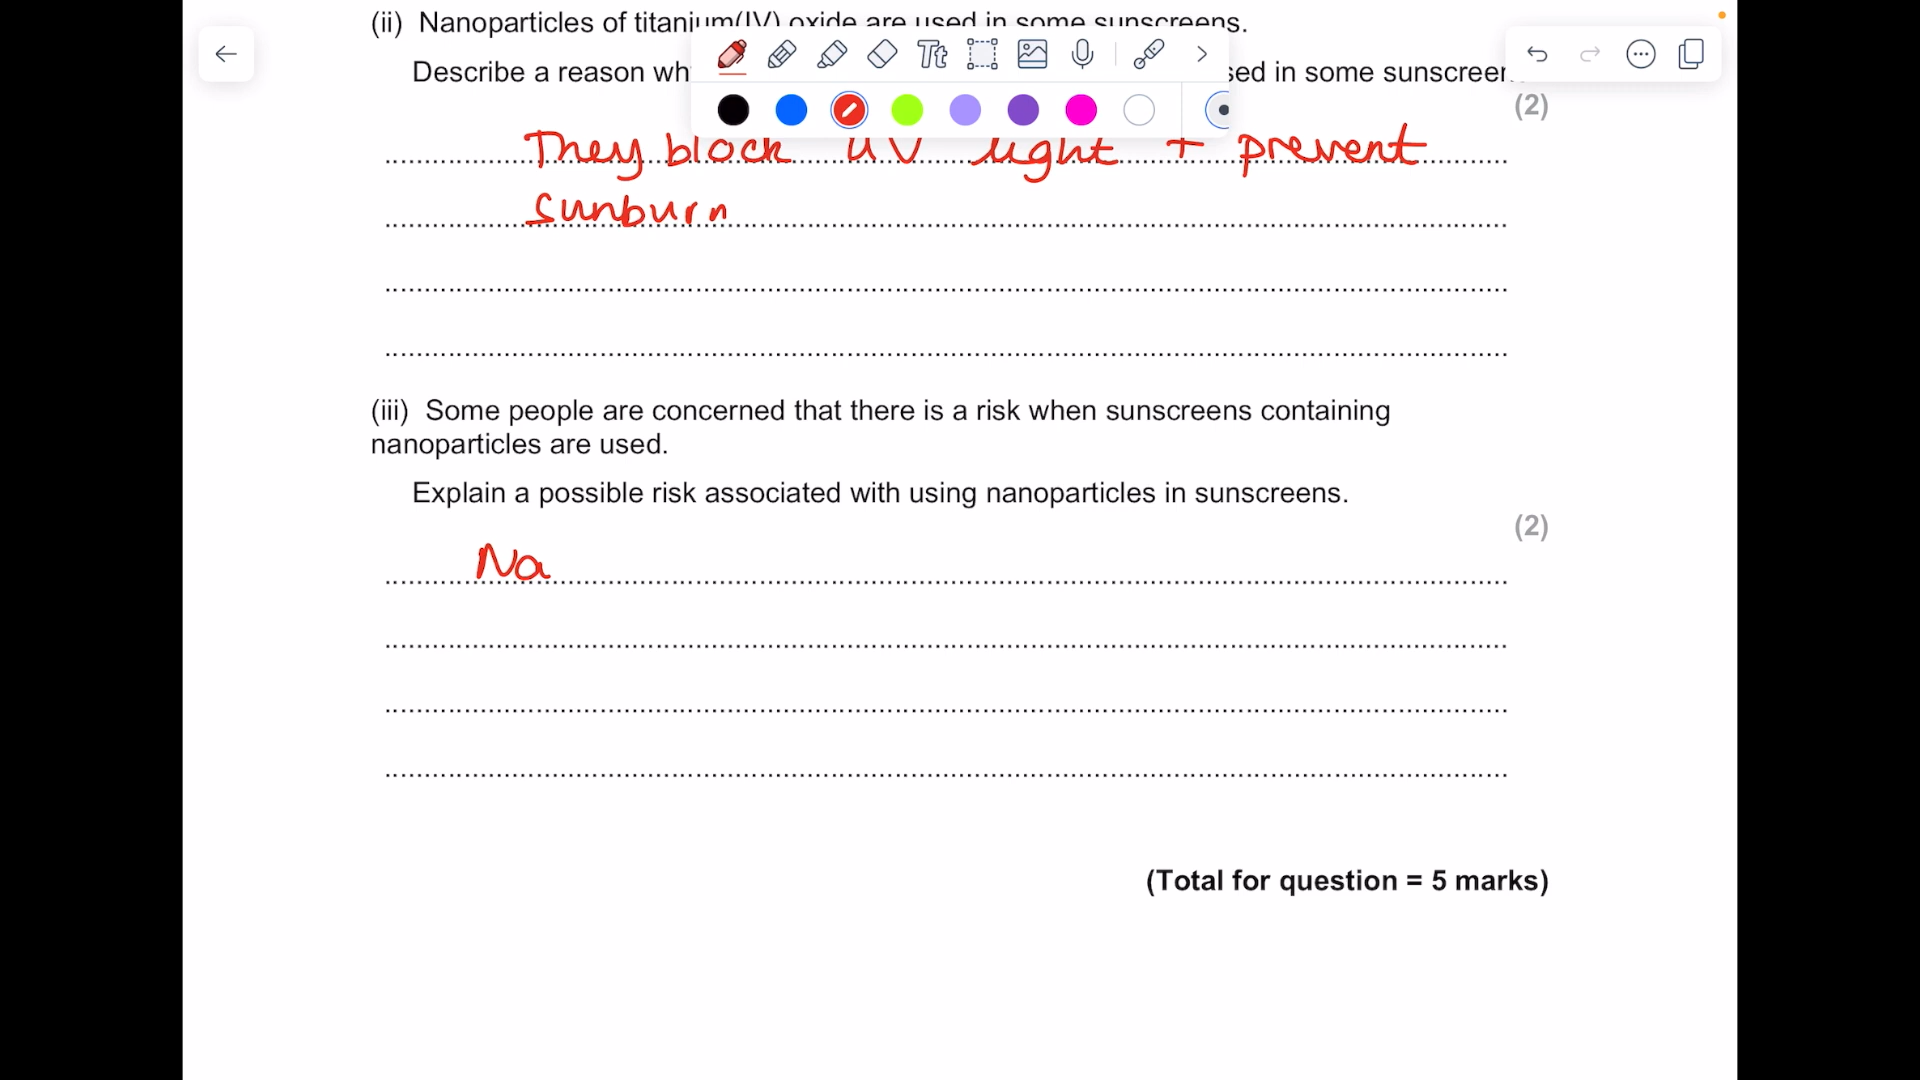 (ii) Nanoparticles of titanium(IV) oxide are used in some sunscreens.
Describe a reason sed in some
(2)
They block UV light + prevent
sunburn
(iii) Some people are concerned that there is a risk when sunscreens containing
nanoparticles are used.
Explain a possible risk associated with using nanoparticles in sunscreens.
(2)
Na
(Total for question = 5 marks)